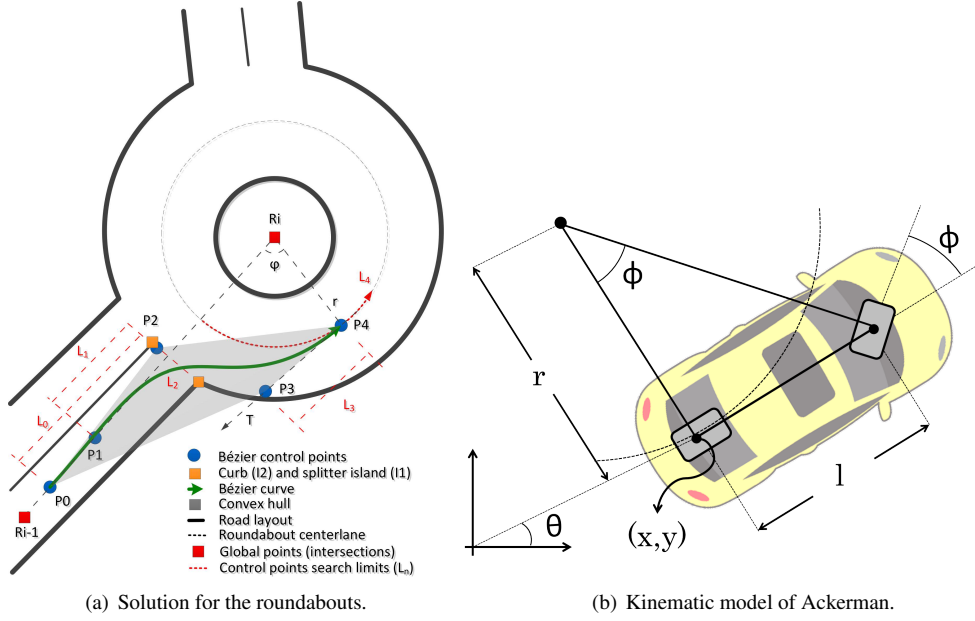 Ri
φ
L4
r
P4
P2
L1
L2
P3
L3
L0
T
P1
P0
Ri-1
Bézier control points
Curb (I2) and splitter island (I1)
Bézier curve
Convex hull
Road layout
Roundabout centerlane
Global points (intersections)
Control points search limits (Ln)
(a) Solution for the roundabouts.
ϕ
ϕ
r
l
θ
(x,y)
(b) Kinematic model of Ackerman.